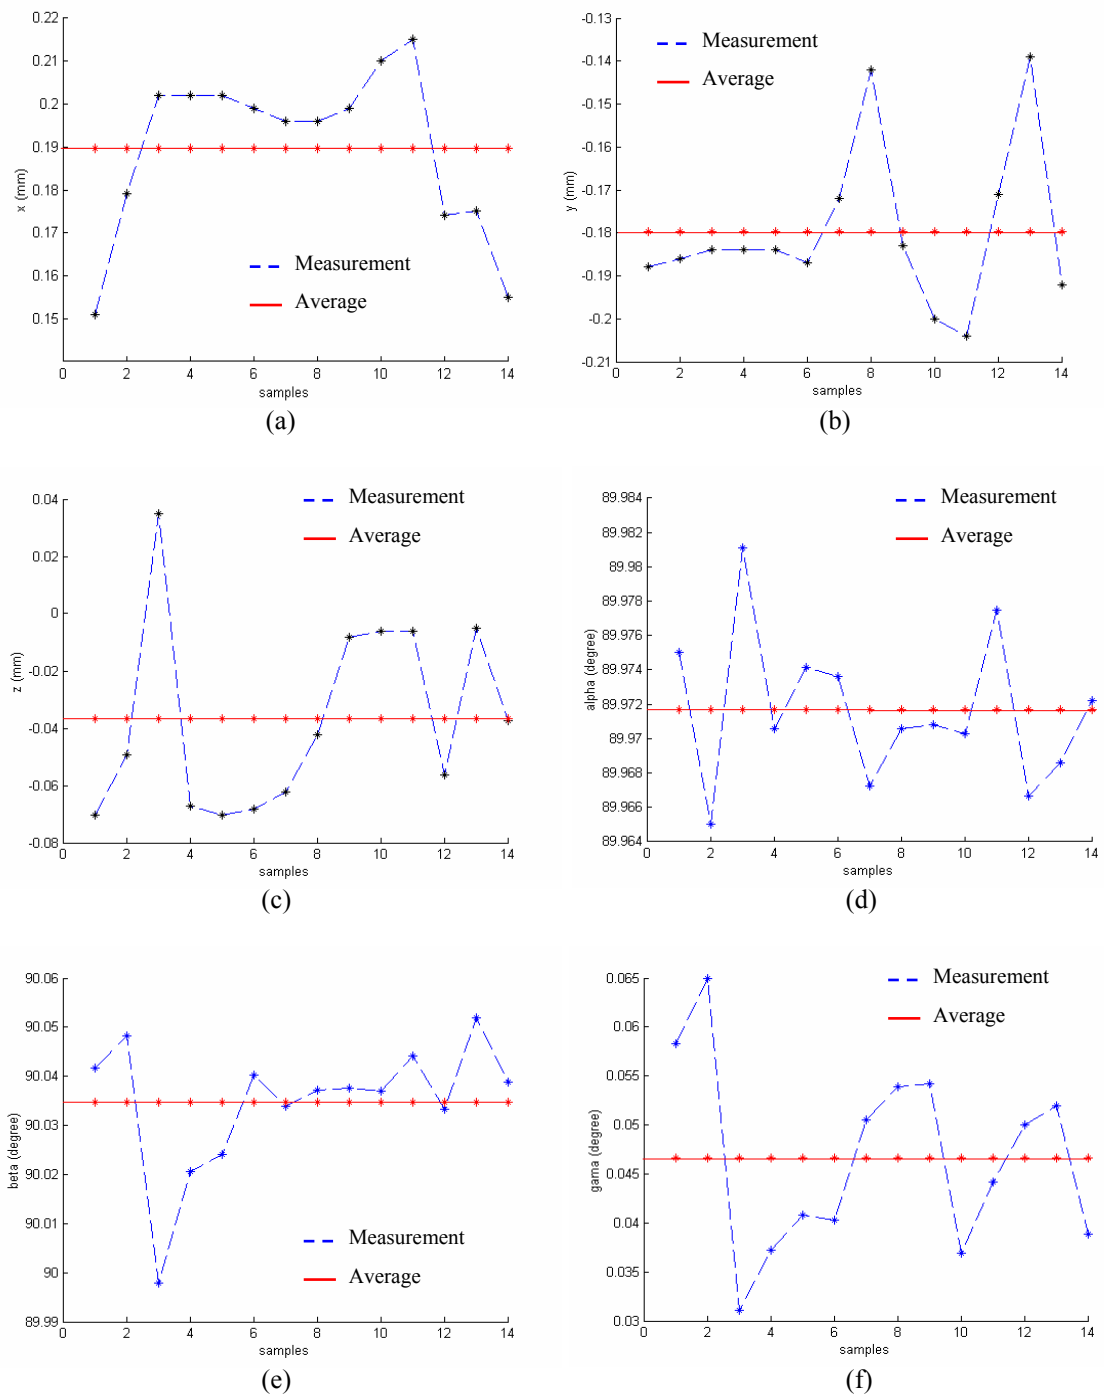 0.22
0.21
0.2
0.19
0.18
0.17
0.16
0.15
x (mm)
Measurement
Average
0 2 4 6 8 10 12 14
samples
(a)
-0.13
-0.14
-0.15
-0.16
-0.17
-0.18
-0.19
-0.2
-0.21
y (mm)
Measurement
Average
0 2 4 6 8 10 12 14
samples
(b)
0.04
0.02
0
-0.02
-0.04
-0.06
-0.08
z (mm)
Measurement
Average
0 2 4 6 8 10 12 14
samples
(c)
89.984
89.982
89.98
89.978
89.976
89.974
89.972
89.97
89.968
89.966
89.964
alpha (degree)
Measurement
Average
0 2 4 6 8 10 12 14
samples
(d)
90.06
90.05
90.04
90.03
90.02
90.01
90
89.99
beta (degree)
Measurement
Average
0 2 4 6 8 10 12 14
samples
(e)
0.065
0.06
0.055
0.05
0.045
0.04
0.035
0.03
gama (degree)
Measurement
Average
0 2 4 6 8 10 12 14
samples
(f)